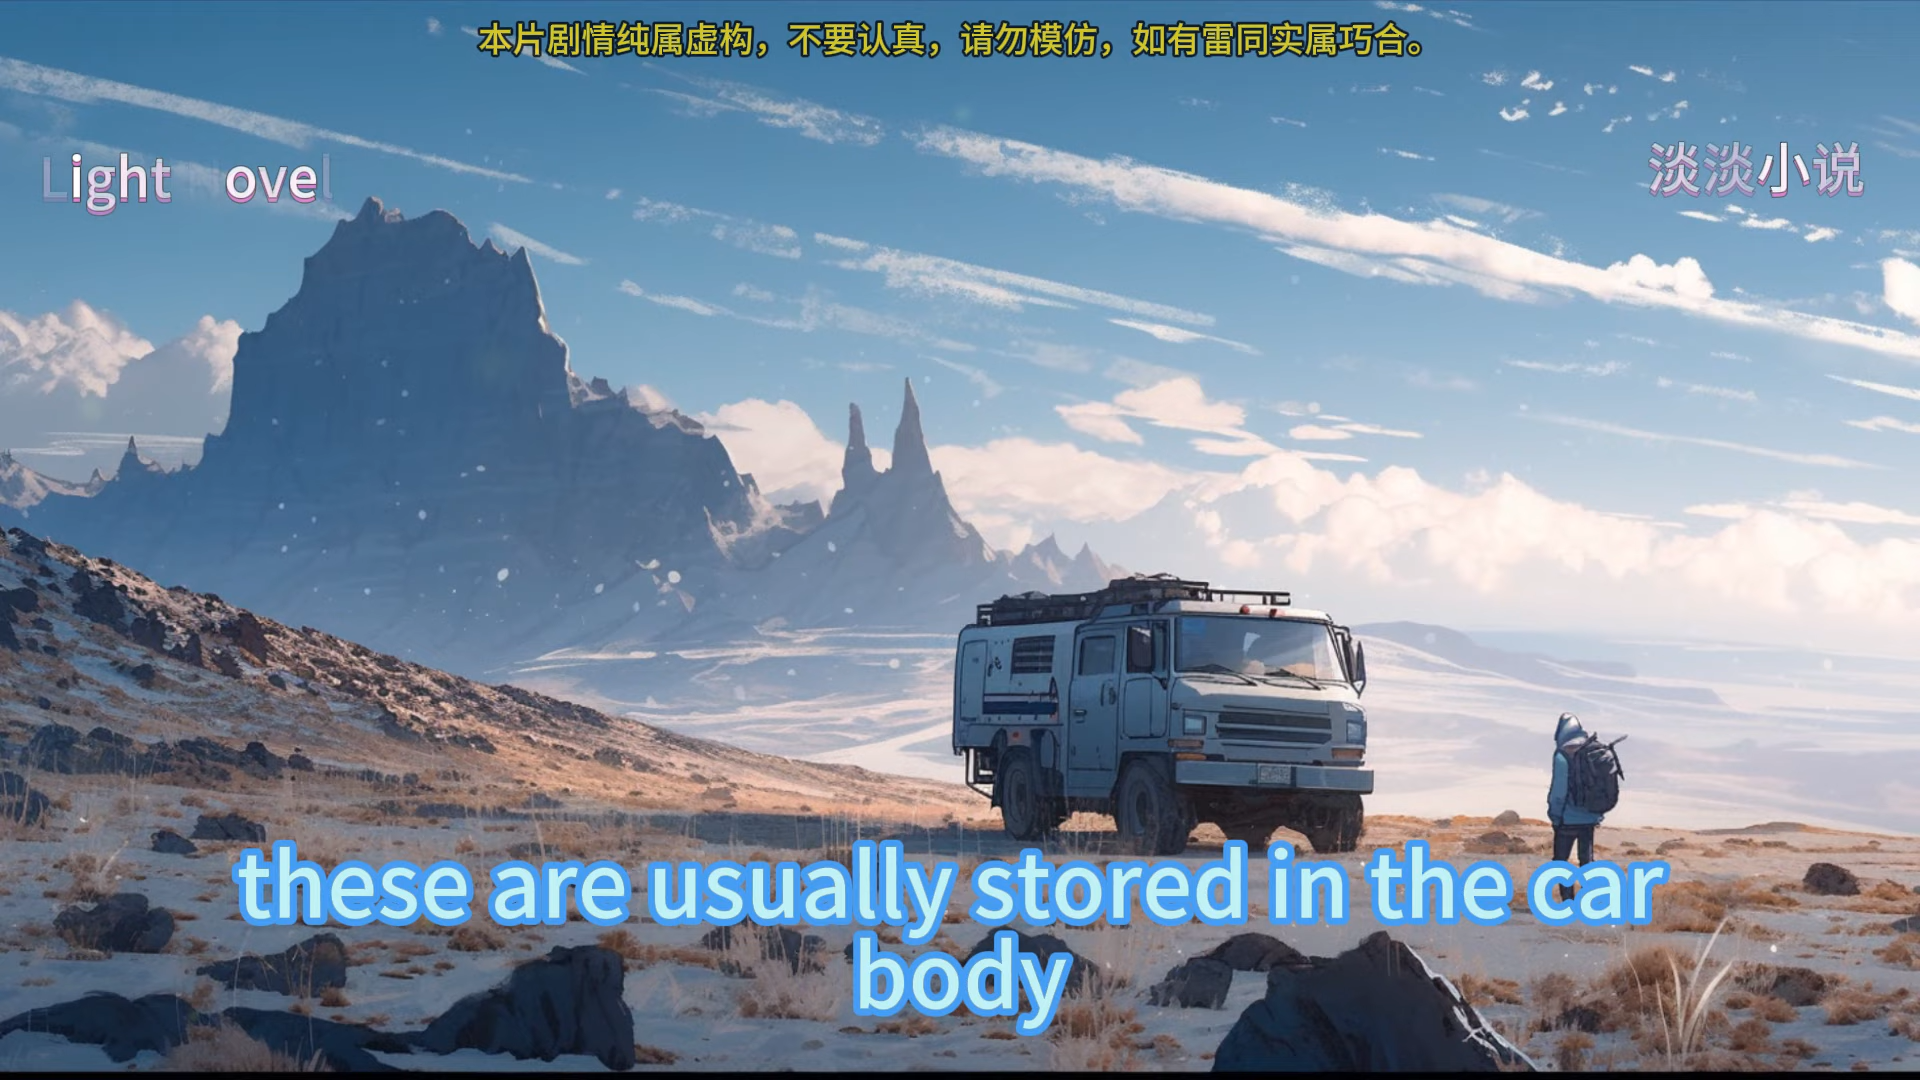 本片剧情纯属虚构，不要认真，请勿模仿，如有雷同实属巧合。
Light Novel
淡淡小说
these are usually stored in the car
body